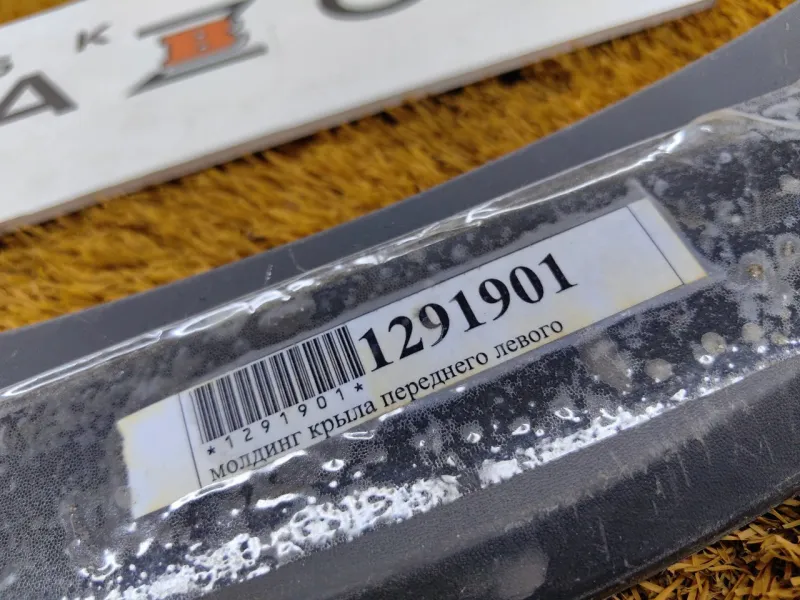 S K
A
1291901
*1291901*
молдинг крыла переднего левого